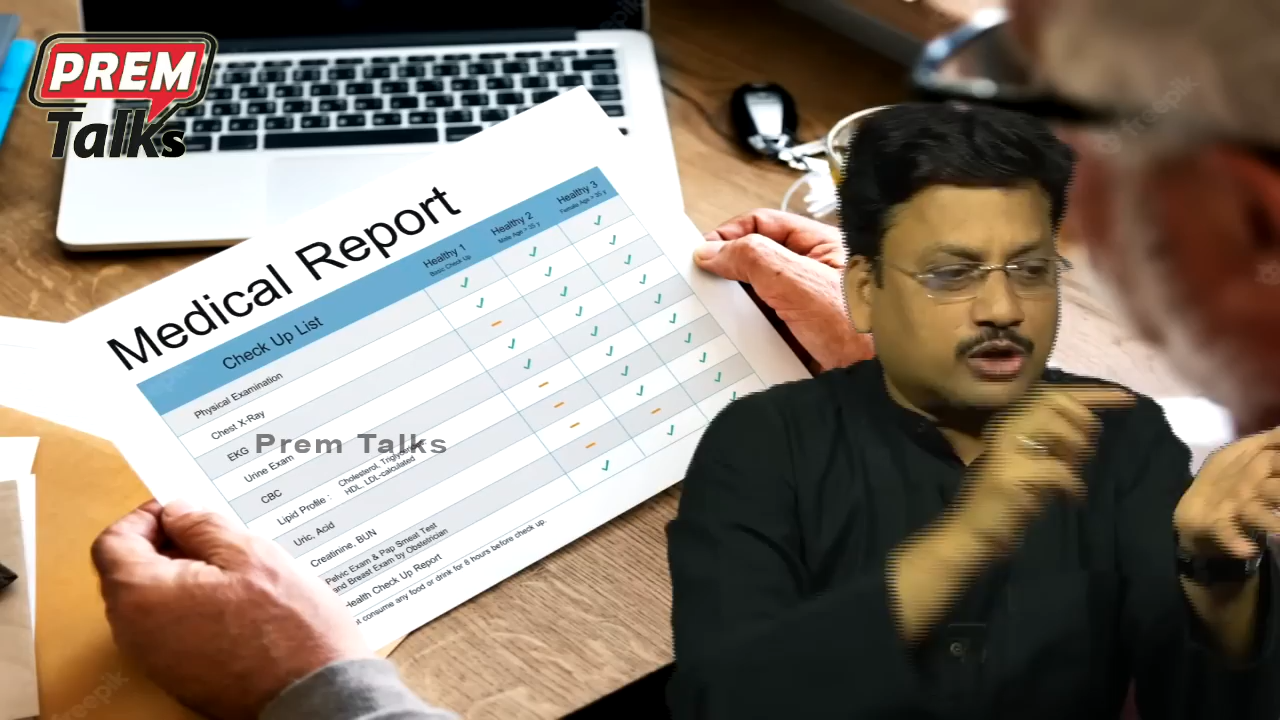 PREM
Talks
Medical Report
Check Up List
Healthy 1
Basic Check Up
Healthy 2
Male Age > 35 y
Healthy 3
Female Age > 35 y
Physical Examination
Chest X-Ray
EKG
Urine Exam
CBC
Lipid Profile : Cholesterol,
HDL, LDL-calculated
Uric, Acid
Creatinine, BUN
Pelvic Exam & Pap Smeat Test
and Breast Exam by Obstetrician
Health Check Up Report
consume any food or drink for 8 hours before check up.
Prem Talks
freepik